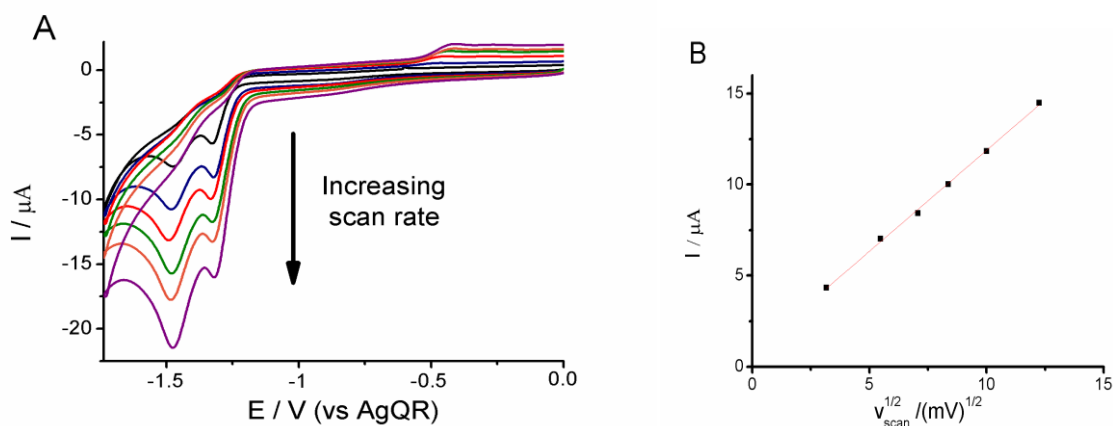 A
0
-5
-10
-15
-20
I / μA
Increasing
scan rate
-1.5
-1
-0.5
0.0
E / V (vs AgQR)
B
15
10
5
0
I / μA
0
5
10
15
v_scan^1/2 /(mV)^1/2